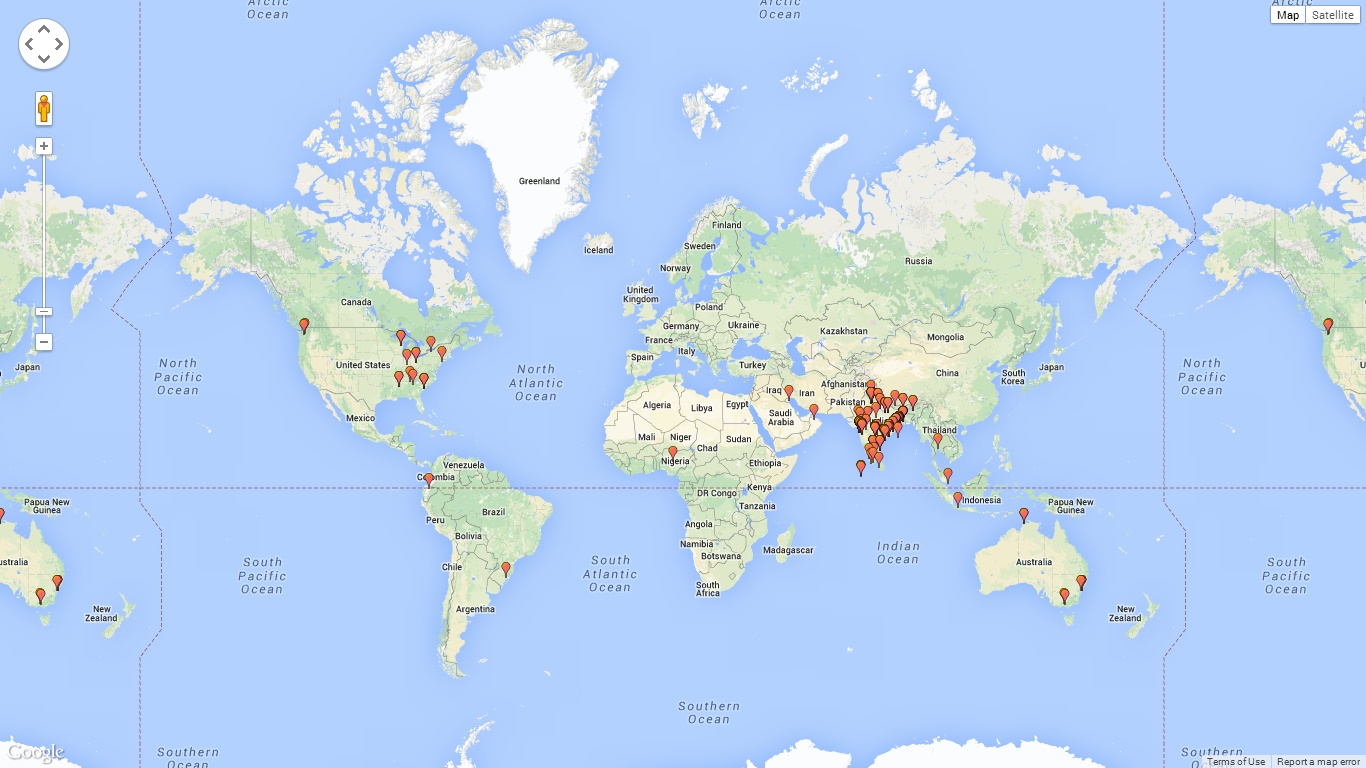 Arctic
Ocean
Arctic
Ocean
Arctic
Map
Satellite
Greenland
Iceland
Finland
Sweden
Norway
Russia
United
Kingdom
Poland
Germany
Ukraine
France
Italy
Spain
Turkey
Kazakhstan
Mongolia
China
Japan
South
Korea
Canada
United States
Mexico
North
Pacific
Ocean
North
Atlantic
Ocean
North
Pacific
Ocean
Japan
Algeria
Libya
Egypt
Iraq
Iran
Afghanistan
Pakistan
Saudi
Arabia
Mali
Niger
Chad
Sudan
Nigeria
Ethiopia
Kenya
DR Congo
Tanzania
Angola
Namibia
Botswana
Madagascar
South
Africa
Thailand
Indonesia
Papua New
Guinea
Australia
New
Zealand
Venezuela
Colombia
Brazil
Peru
Bolivia
Chile
Argentina
Papua New
Guinea
ustralia
New
Zealand
South
Pacific
Ocean
South
Atlantic
Ocean
Indian
Ocean
South
Pacific
Ocean
Southern
Ocean
Southern
Ocean
Southern
Ocean
Google
Terms of Use
Report a map error